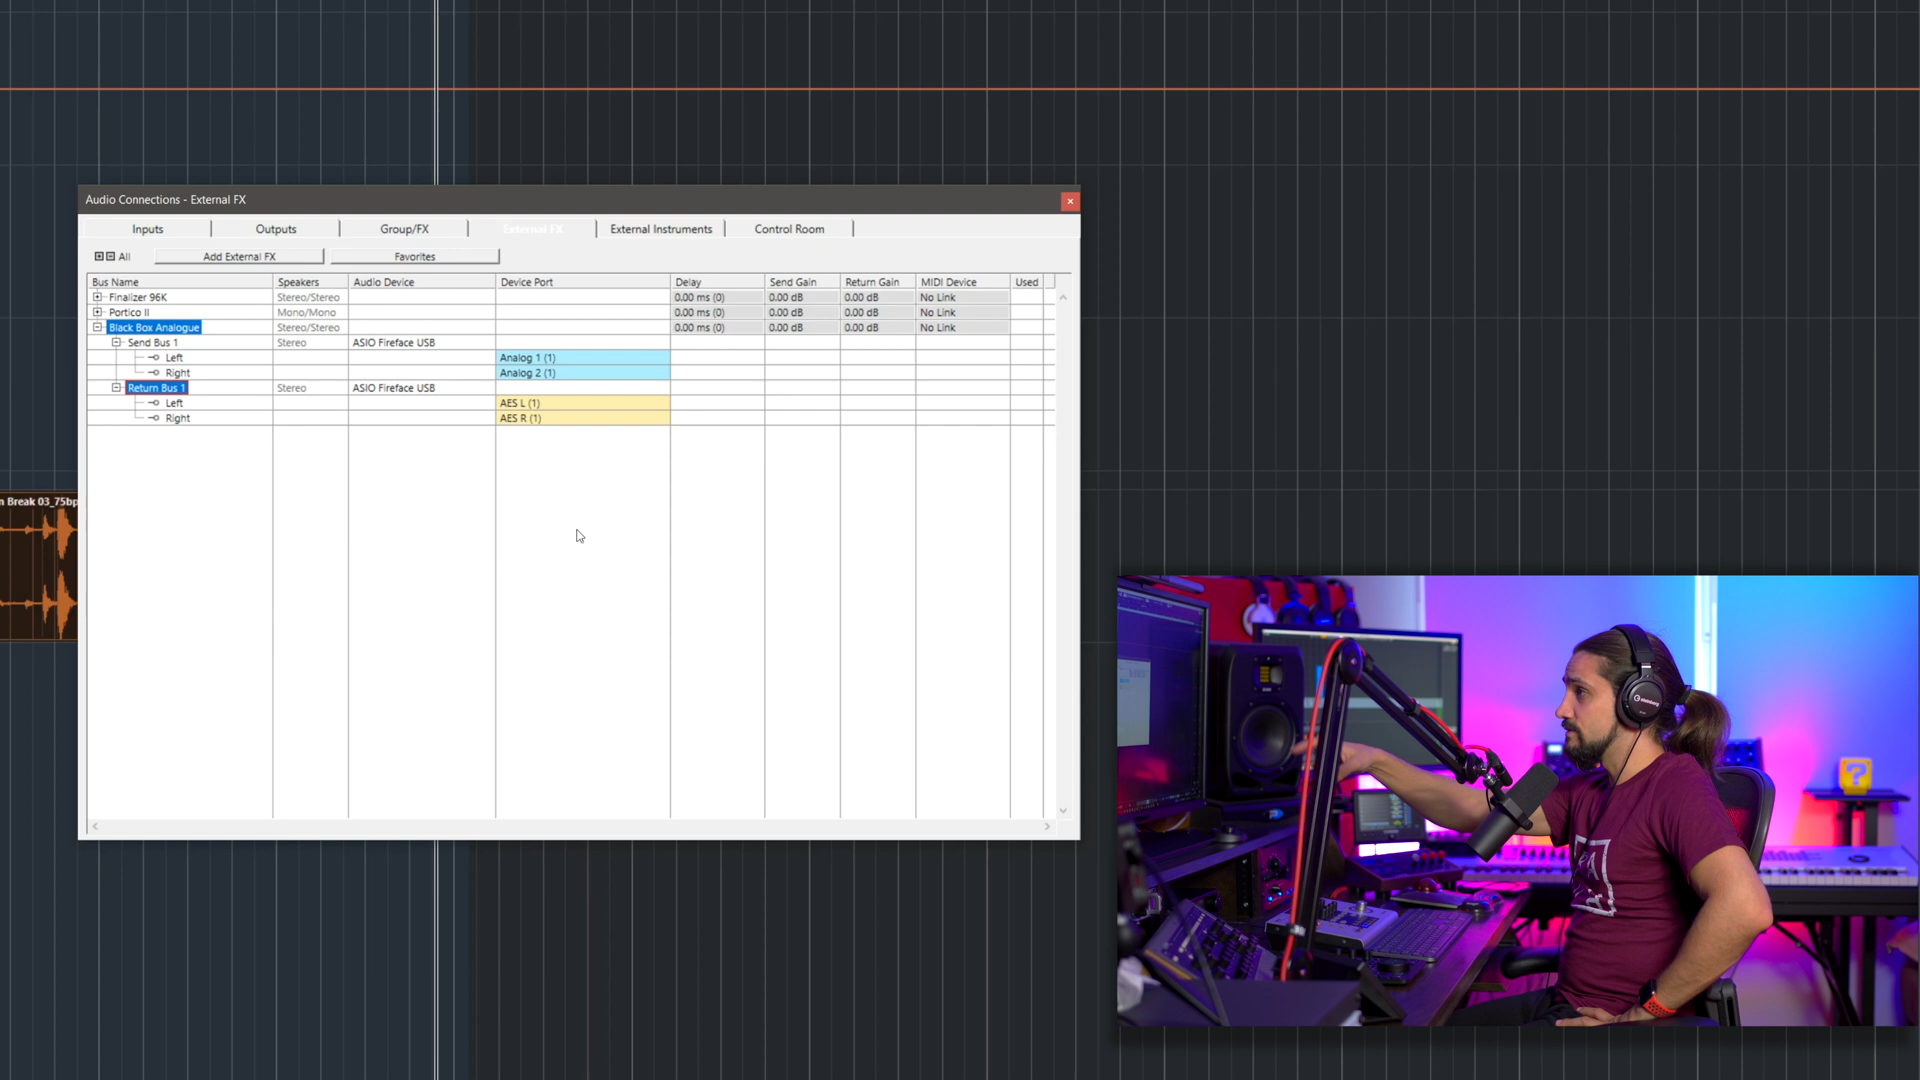 Audio Connections - External FX
Inputs Outputs Group/FX External FX External Instruments Control Room
All Add External FX Favorites
Bus Name Speakers Audio Device Device Port Delay Send Gain Return Gain MIDI Device Used
Finalizer 96K Stereo/Stereo 0.00 ms (0) 0.00 dB 0.00 dB No Link
Portico II Mono/Mono 0.00 ms (0) 0.00 dB 0.00 dB No Link
Black Box Analogue Stereo/Stereo 0.00 ms (0) 0.00 dB 0.00 dB No Link
Send Bus 1 Stereo ASIO Fireface USB
Left Analog 1 (1)
Right Analog 2 (1)
Return Bus 1 Stereo ASIO Fireface USB
Left AES L (1)
Right AES R (1)
n Break 03_75bp
steinberg
?